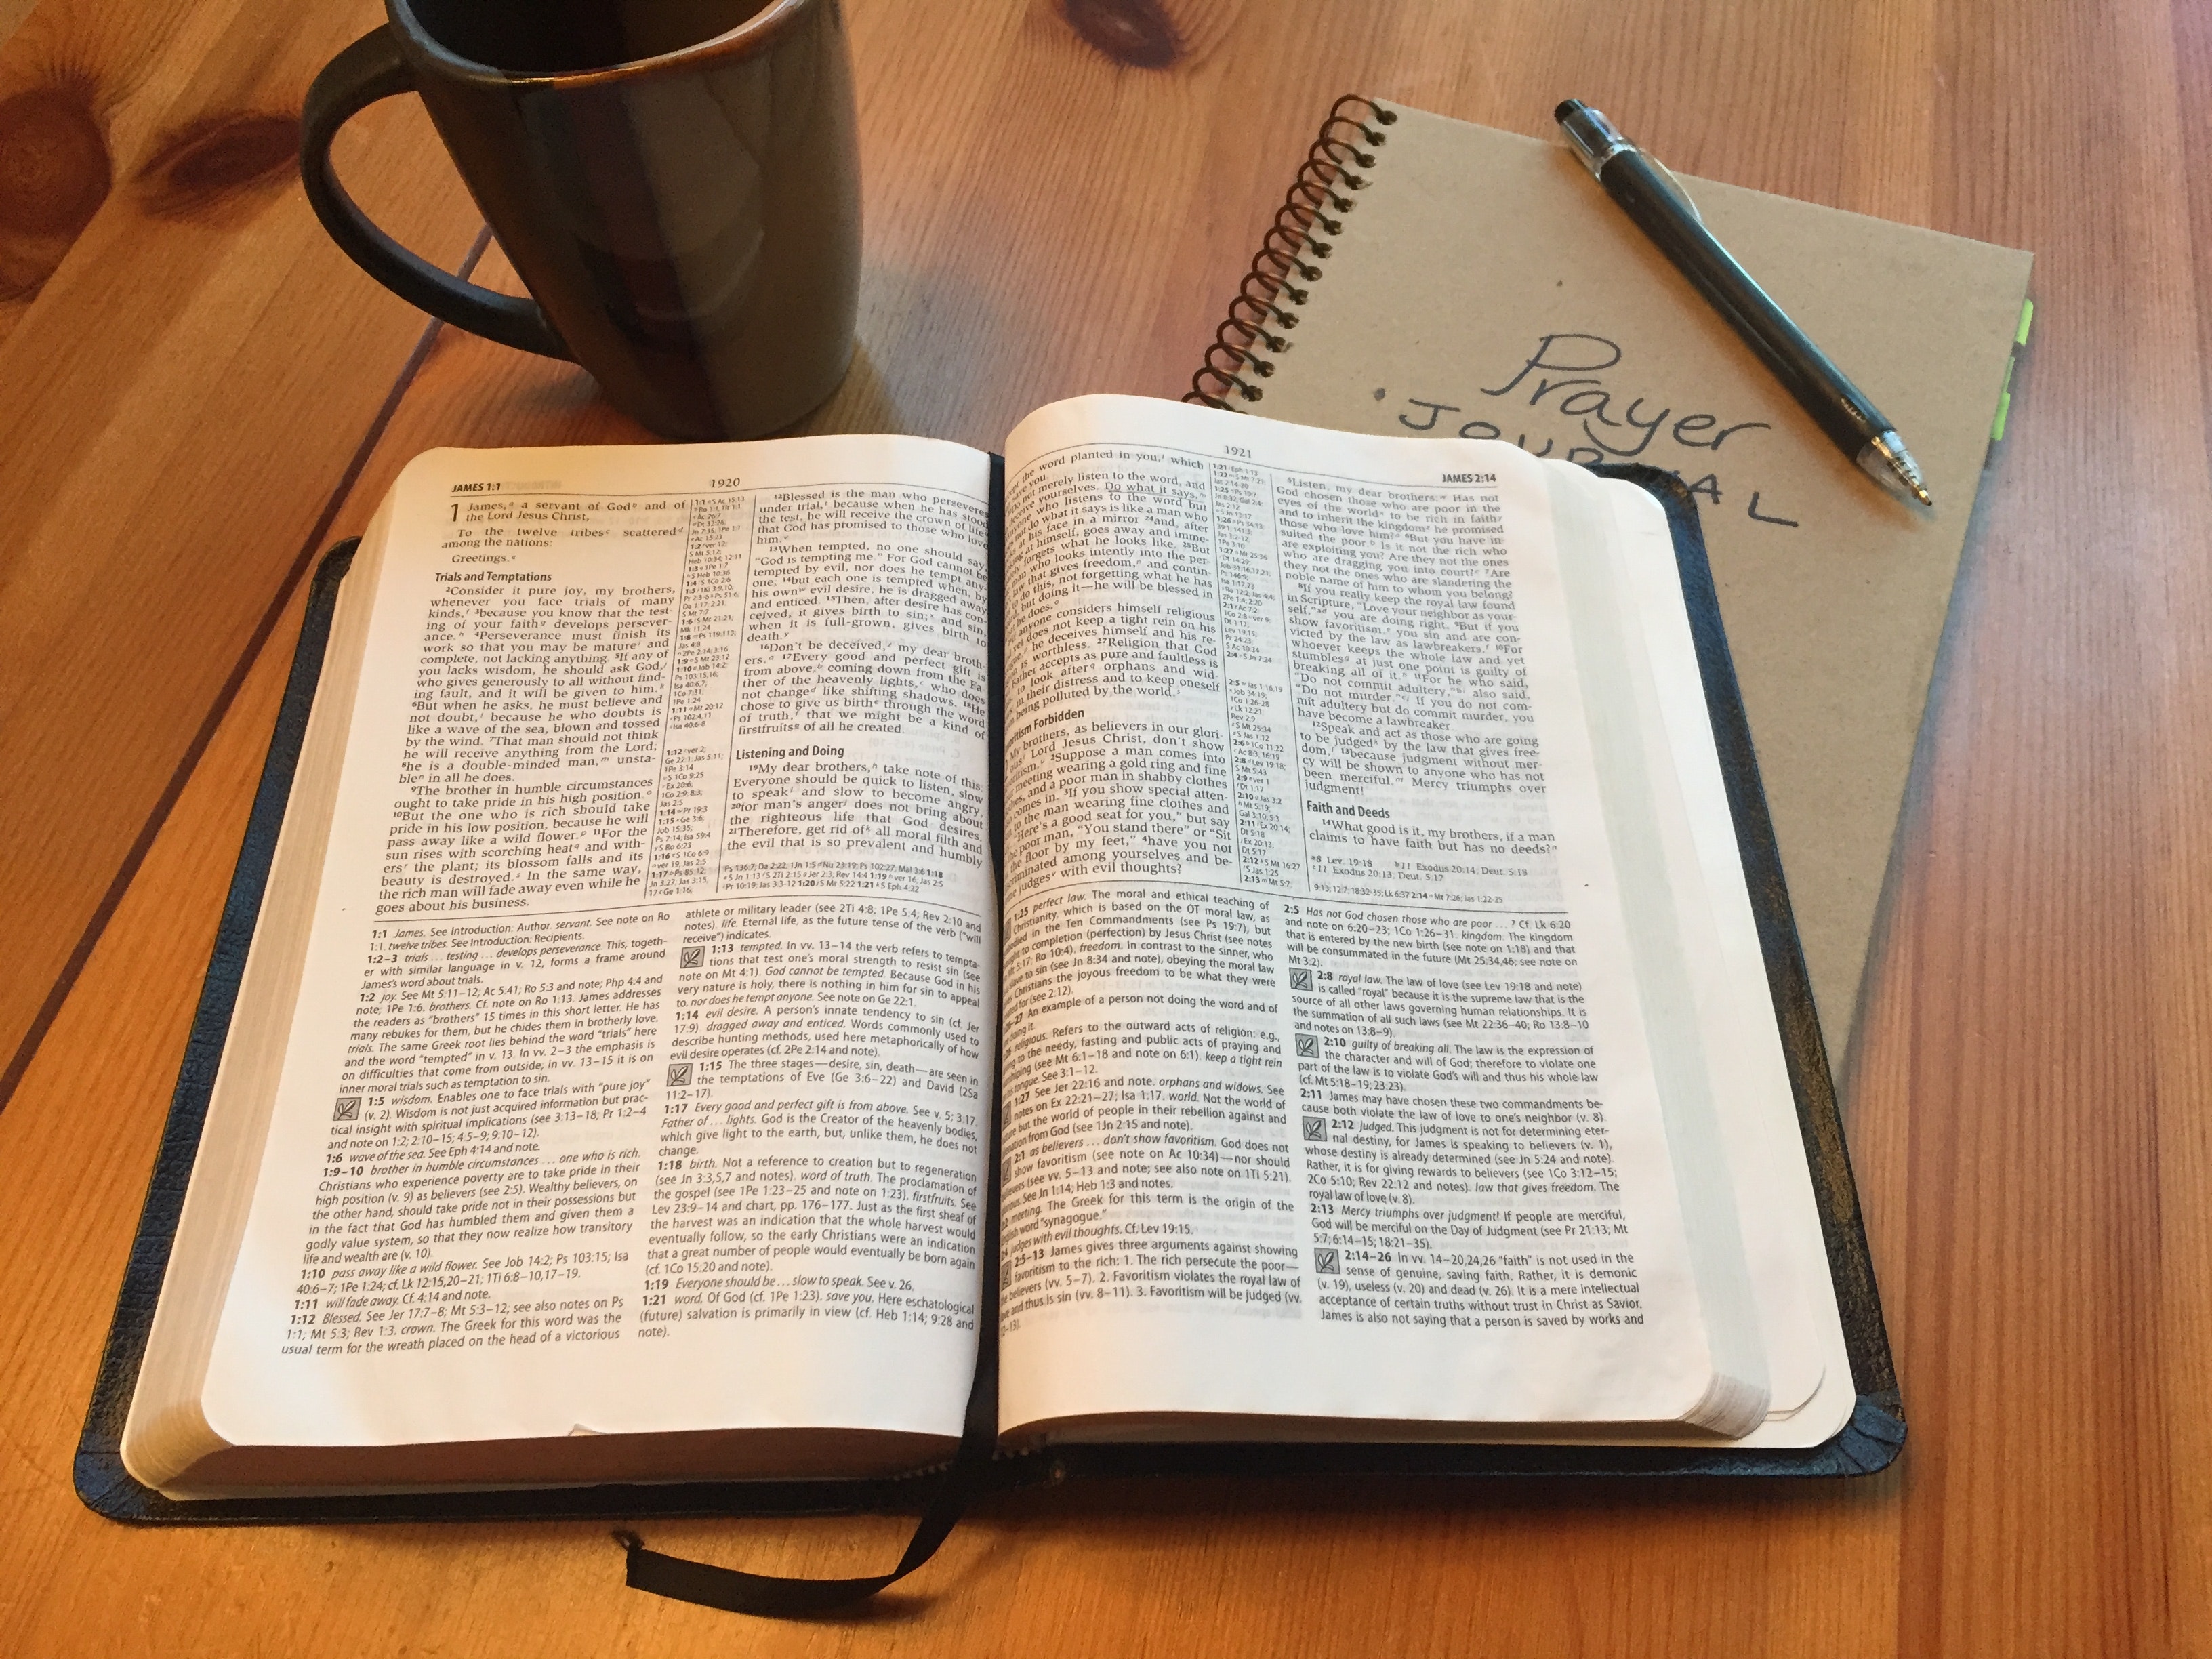 Prayer
JOURNAL
JAMES 1:1
1920
1 James, a servant of God and of
the Lord Jesus Christ,
To the twelve tribes scattered
among the nations:
Greetings.
Trials and Temptations
2Consider it pure joy, my brothers,
whenever you face trials of many
kinds, 3because you know that the test-
ing of your faith develops persever-
ance. 4Perseverance must finish its
work so that you may be mature and
complete, not lacking anything. 5If any of
you lacks wisdom, he should ask God,
who gives generously to all without find-
ing fault, and it will be given to him.
6But when he asks, he must believe and
not doubt, because he who doubts is
like a wave of the sea, blown and tossed
by the wind. 7That man should not think
he will receive anything from the Lord;
8he is a double-minded man, unsta-
ble in all he does.
9The brother in humble circumstances
ought to take pride in his high position.
10But the one who is rich should take
pride in his low position, because he will
pass away like a wild flower. 11For the
sun rises with scorching heat and with-
ers the plant; its blossom falls and its
beauty is destroyed. In the same way,
the rich man will fade away even while he
goes about his business.
12Blessed is the man who perseveres
under trial, because when he has stood
the test, he will receive the crown of life
that God has promised to those who love
him.
13When tempted, no one should say,
"God is tempting me." For God cannot be
tempted by evil, nor does he tempt any-
one, 14but each one is tempted when, by
his own evil desire, he is dragged away
and enticed. 15Then, after desire has con-
ceived, it gives birth to sin; and sin,
when it is full-grown, gives birth to
death.
16Don't be deceived, my dear broth-
ers. 17Every good and perfect gift is
from above, coming down from the Fa-
ther of the heavenly lights, who does
not change like shifting shadows. 18He
chose to give us birth through the word
of truth, that we might be a kind of
firstfruits of all he created.
Listening and Doing
19My dear brothers, take note of this:
Everyone should be quick to listen, slow
to speak and slow to become angry,
20for man's anger does not bring about
the righteous life that God desires.
21Therefore, get rid of all moral filth and
the evil that is so prevalent and humbly
1:1 James. See Introduction: Author. servant. See note on Ro
1:1. twelve tribes. See Introduction: Recipients.
1:2–3 trials . . . testing . . . develops perseverance. This, togeth-
er with similar language in v. 12, forms a frame around
James's word about trials.
1:2 joy. See Mt 5:11–12; Ac 5:41; Ro 5:3 and note; Php 4:4 and
note; 1Pe 1:6. brothers. Cf. note on Ro 1:13. James addresses
the readers as "brothers" 15 times in this short letter. He has
many rebukes for them, but he chides them in brotherly love.
trials. The same Greek root lies behind the word "trials" here
and the word "tempted" in v. 13. In vv. 2–3 the emphasis is
on difficulties that come from outside, in vv. 13–15 it is on
inner moral trials such as temptation to sin.
1:5 wisdom. Enables one to face trials with "pure joy"
(v. 2). Wisdom is not just acquired information but prac-
tical insight with spiritual implications (see 3:13–18; Pr 1:2–4
and note on 1:2; 2:10–15; 4:5–9; 9:10–12).
1:6 wave of the sea. See Eph 4:14 and note.
1:9–10 brother in humble circumstances . . . one who is rich.
Christians who experience poverty are to take pride in their
high position (v. 9) as believers (see 2:5). Wealthy believers, on
the other hand, should take pride not in their possessions but
in the fact that God has humbled them and given them a
godly value system, so that they now realize how transitory
life and wealth are (v. 10).
1:10 pass away like a wild flower. See Job 14:2; Ps 103:15; Isa
40:6–7; 1Pe 1:24; cf. Lk 12:15,20–21; 1Ti 6:8–10,17–19.
1:11 will fade away. Cf. 4:14 and note.
1:12 Blessed. See Jer 17:7–8; Mt 5:3–12; see also notes on Ps
1:1; Mt 5:3; Rev 1:3. crown. The Greek for this word was the
usual term for the wreath placed on the head of a victorious
athlete or military leader (see 2Ti 4:8; 1Pe 5:4; Rev 2:10 and
notes). life. Eternal life, as the future tense of the verb ("will
receive") indicates.
1:13 tempted. In vv. 13–14 the verb refers to tempta-
tions that test one's moral strength to resist sin (see
note on Mt 4:1). God cannot be tempted. Because God in his
very nature is holy, there is nothing in him for sin to appeal
to. nor does he tempt anyone. See note on Ge 22:1.
1:14 evil desire. A person's innate tendency to sin (cf. Jer
17:9) dragged away and enticed. Words commonly used to
describe hunting methods, used here metaphorically of how
evil desire operates (cf. 2Pe 2:14 and note).
1:15 The three stages—desire, sin, death—are seen in
the temptations of Eve (Ge 3:6–22) and David (2Sa
11:2–17).
1:17 Every good and perfect gift is from above. See v. 5; 3:17.
Father of . . . lights. God is the Creator of the heavenly bodies,
which give light to the earth, but, unlike them, he does not
change.
1:18 birth. Not a reference to creation but to regeneration
(see Jn 3:3,5,7 and notes). word of truth. The proclamation of
the gospel (see 1Pe 1:23–25 and note on 1:23). firstfruits. See
Lev 23:9–14 and chart, pp. 176–177. Just as the first sheaf of
the harvest was an indication that the whole harvest would
eventually follow, so the early Christians were an indication
that a great number of people would eventually be born again
(cf. 1Co 15:20 and note).
1:19 Everyone should be . . . slow to speak. See v. 26.
1:21 word. Of God (cf. 1Pe 1:23). save you. Here eschatological
(future) salvation is primarily in view (cf. Heb 1:14; 9:28 and
note).
1921
JAMES 2:14
the word planted in you, which
save you.
not merely listen to the word, and
yourselves. Do what it says.
who listens to the word but
do what it says is like a man who
at his face in a mirror 24and, after
at himself, goes away and imme-
forgets what he looks like. 25But
who looks intently into the per-
that gives freedom, and contin-
to do this, not forgetting what he has
but doing it—he will be blessed in
he does.
anyone considers himself religious
does not keep a tight rein on his
he deceives himself and his re-
is worthless. 27Religion that God
Father accepts as pure and faultless is
to look after orphans and wid-
in their distress and to keep oneself
being polluted by the world.
Forbidden
My brothers, as believers in our glori-
Lord Jesus Christ, don't show
2Suppose a man comes into
meeting wearing a gold ring and fine
and a poor man in shabby clothes
comes in. 3If you show special atten-
to the man wearing fine clothes and
"Here's a good seat for you," but say
poor man, "You stand there" or "Sit
floor by my feet," 4have you not
among yourselves and be-
judges with evil thoughts?
5Listen, my dear brothers: Has not
God chosen those who are poor in the
eyes of the world to be rich in faith
and to inherit the kingdom he promised
those who love him? 6But you have in-
sulted the poor. Is it not the rich who
are exploiting you? Are they not the ones
who are dragging you into court? 7Are
they not the ones who are slandering the
noble name of him to whom you belong?
8If you really keep the royal law found
in Scripture, "Love your neighbor as your-
self," you are doing right. 9But if you
show favoritism, you sin and are con-
victed by the law as lawbreakers. 10For
whoever keeps the whole law and yet
stumbles at just one point is guilty of
breaking all of it. 11For he who said,
"Do not commit adultery," also said,
"Do not murder." If you do not com-
mit adultery but do commit murder, you
have become a lawbreaker.
12Speak and act as those who are going
to be judged by the law that gives free-
dom, 13because judgment without mer-
cy will be shown to anyone who has not
been merciful. Mercy triumphs over
judgment!
Faith and Deeds
14What good is it, my brothers, if a man
claims to have faith but has no deeds?
a8 Lev. 19:18 b11 Exodus 20:14; Deut. 5:18
c11 Exodus 20:13; Deut. 5:17
1:25 perfect law. The moral and ethical teaching of
Christianity, which is based on the OT moral law, as
in the Ten Commandments (see Ps 19:7), but
to completion (perfection) by Jesus Christ (see notes
Mt 5:17; Ro 10:4). freedom. In contrast to the sinner, who
to sin (see Jn 8:34 and note), obeying the moral law
Christians the joyous freedom to be what they were
for (see 2:12).
An example of a person not doing the word and of
doing it.
religious. Refers to the outward acts of religion: e.g.,
to the needy, fasting and public acts of praying and
(see Mt 6:1–18 and note on 6:1). keep a tight rein
tongue. See 3:1–12.
1:27 See Jer 22:16 and note. orphans and widows. See
notes on Ex 22:21–27; Isa 1:17. world. Not the world of
but the world of people in their rebellion against and
from God (see 1Jn 2:15 and note).
2:1 as believers . . . don't show favoritism. God does not
show favoritism (see note on Ac 10:34)—nor should
believers (see vv. 5–13 and note; see also note on 1Ti 5:21).
See Jn 1:14; Heb 1:3 and notes.
meeting. The Greek for this term is the origin of the
word "synagogue."
judges with evil thoughts. Cf. Lev 19:15.
2:5–13 James gives three arguments against showing
favoritism to the rich: 1. The rich persecute the poor—
believers (vv. 5–7). 2. Favoritism violates the royal law of
and thus is sin (vv. 8–11). 3. Favoritism will be judged (vv.
2:5 Has not God chosen those who are poor . . . ? Cf. Lk 6:20
and note on 6:20–23; 1Co 1:26–31. kingdom. The kingdom
that is entered by the new birth (see note on 1:18) and that
will be consummated in the future (Mt 25:34,46; see note on
Mt 3:2).
2:8 royal law. The law of love (see Lev 19:18 and note)
is called "royal" because it is the supreme law that is the
source of all other laws governing human relationships. It is
the summation of all such laws (see Mt 22:36–40; Ro 13:8–10
and notes on 13:8–9).
2:10 guilty of breaking all. The law is the expression of
the character and will of God; therefore to violate one
part of the law is to violate God's will and thus his whole law
(cf. Mt 5:18–19; 23:23).
2:11 James may have chosen these two commandments be-
cause both violate the law of love to one's neighbor (v. 8).
2:12 judged. This judgment is not for determining eter-
nal destiny, for James is speaking to believers (v. 1),
whose destiny is already determined (see Jn 5:24 and note).
Rather, it is for giving rewards to believers (see 1Co 3:12–15;
2Co 5:10; Rev 22:12 and notes). law that gives freedom. The
royal law of love (v. 8).
2:13 Mercy triumphs over judgment! If people are merciful,
God will be merciful on the Day of Judgment (see Pr 21:13; Mt
5:7; 6:14–15; 18:21–35).
2:14–26 In vv. 14–20,24,26 "faith" is not used in the
sense of genuine, saving faith. Rather, it is demonic
(v. 19), useless (v. 20) and dead (v. 26). It is a mere intellectual
acceptance of certain truths without trust in Christ as Savior.
James is also not saying that a person is saved by works and